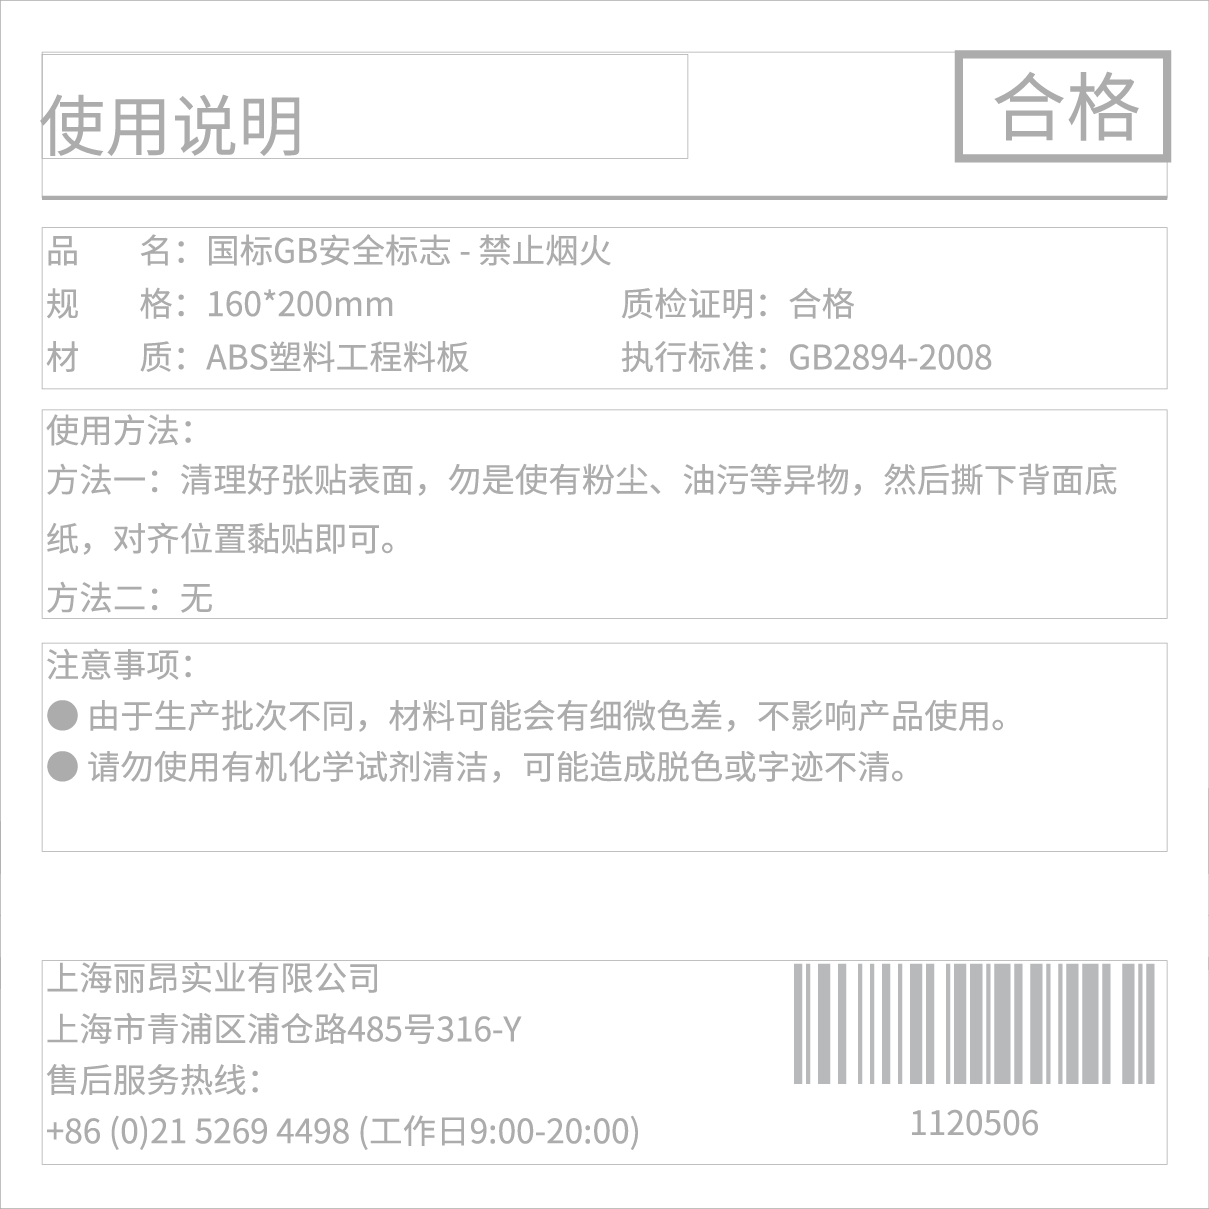 使用说明
合格
品 名：国标GB安全标志 - 禁止烟火
规 格：160*200mm 质检证明：合格
材 质：ABS塑料工程料板 执行标准：GB2894-2008
使用方法：
方法一：清理好张贴表面，勿是使有粉尘、油污等异物，然后撕下背面底
纸，对齐位置黏贴即可。
方法二：无
注意事项：
● 由于生产批次不同，材料可能会有细微色差，不影响产品使用。
● 请勿使用有机化学试剂清洁，可能造成脱色或字迹不清。
上海丽昂实业有限公司
上海市青浦区浦仓路485号316-Y
售后服务热线：
+86 (0)21 5269 4498 (工作日9:00-20:00)
1120506